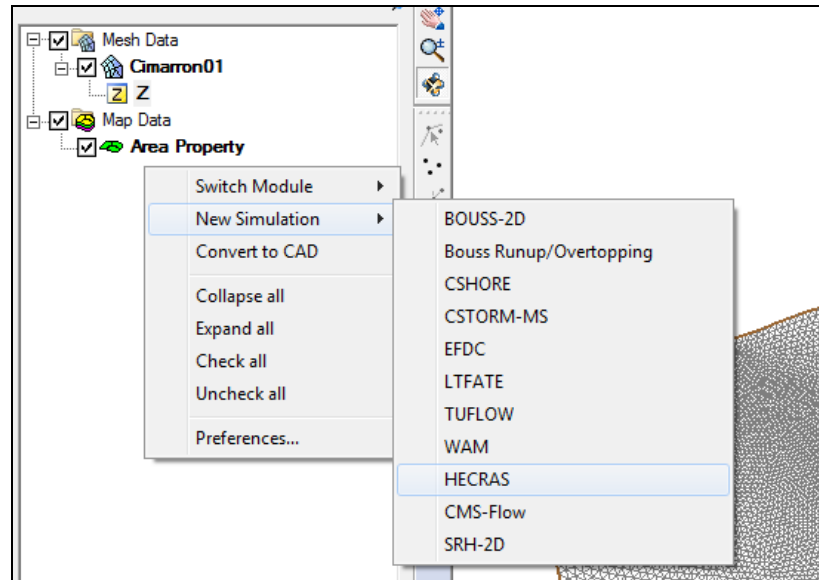 Mesh Data
Cimarron01
Z Z
Map Data
Area Property
Switch Module
New Simulation
Convert to CAD
Collapse all
Expand all
Check all
Uncheck all
Preferences...
BOUSS-2D
Bouss Runup/Overtopping
CSHORE
CSTORM-MS
EFDC
LTFATE
TUFLOW
WAM
HECRAS
CMS-Flow
SRH-2D